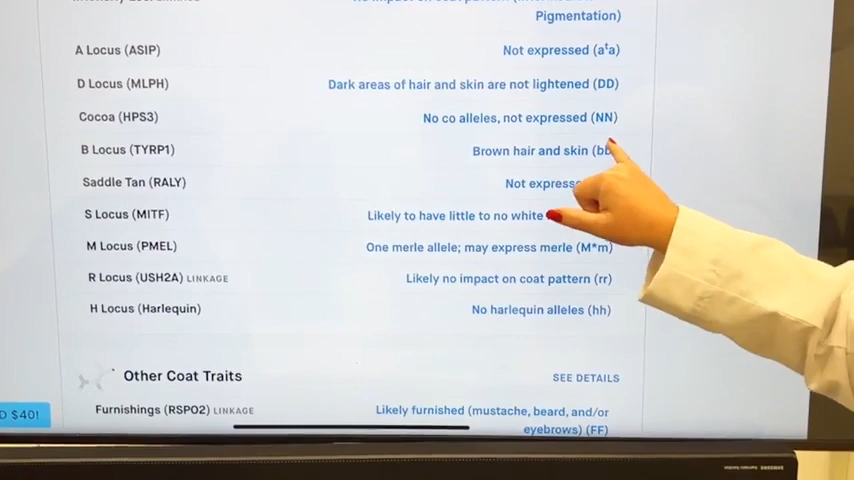 Pigmentation)
A Locus (ASIP) Not expressed (aᵗa)
D Locus (MLPH) Dark areas of hair and skin are not lightened (DD)
Cocoa (HPS3) No co alleles, not expressed (NN)
B Locus (TYRP1) Brown hair and skin (bb
Saddle Tan (RALY) Not express
S Locus (MITF) Likely to have little to no white
M Locus (PMEL) One merle allele; may express merle (M*m)
R Locus (USH2A) LINKAGE Likely no impact on coat pattern (rr)
H Locus (Harlequin) No harlequin alleles (hh)
Other Coat Traits SEE DETAILS
Furnishings (RSPO2) LINKAGE Likely furnished (mustache, beard, and/or
eyebrows) (FF)
D $40!
SAMSUNG